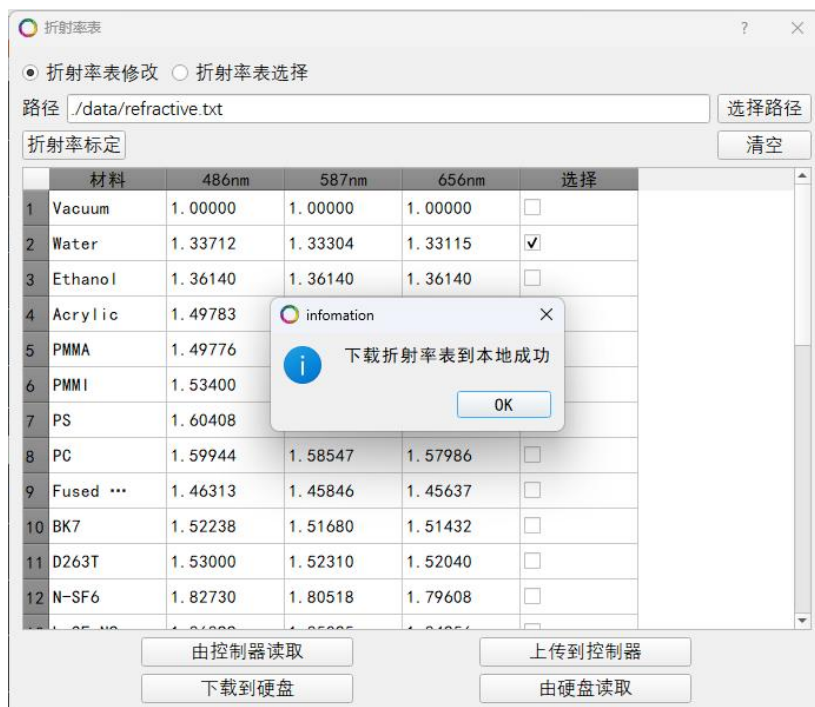 折射率表
折射率表修改 折射率表选择
路径 ./data/refractive.txt 选择路径
折射率标定 清空
材料 486nm 587nm 656nm 选择
1 Vacuum 1.00000 1.00000 1.00000
2 Water 1.33712 1.33304 1.33115
3 Ethanol 1.36140 1.36140 1.36140
4 Acrylic 1.49783
5 PMMA 1.49776
6 PMMI 1.53400
7 PS 1.60408
infomation
下载折射率表到本地成功
OK
8 PC 1.59944 1.58547 1.57986
9 Fused … 1.46313 1.45846 1.45637
10 BK7 1.52238 1.51680 1.51432
11 D263T 1.53000 1.52310 1.52040
12 N-SF6 1.82730 1.80518 1.79608
由控制器读取 上传到控制器
下载到硬盘 由硬盘读取